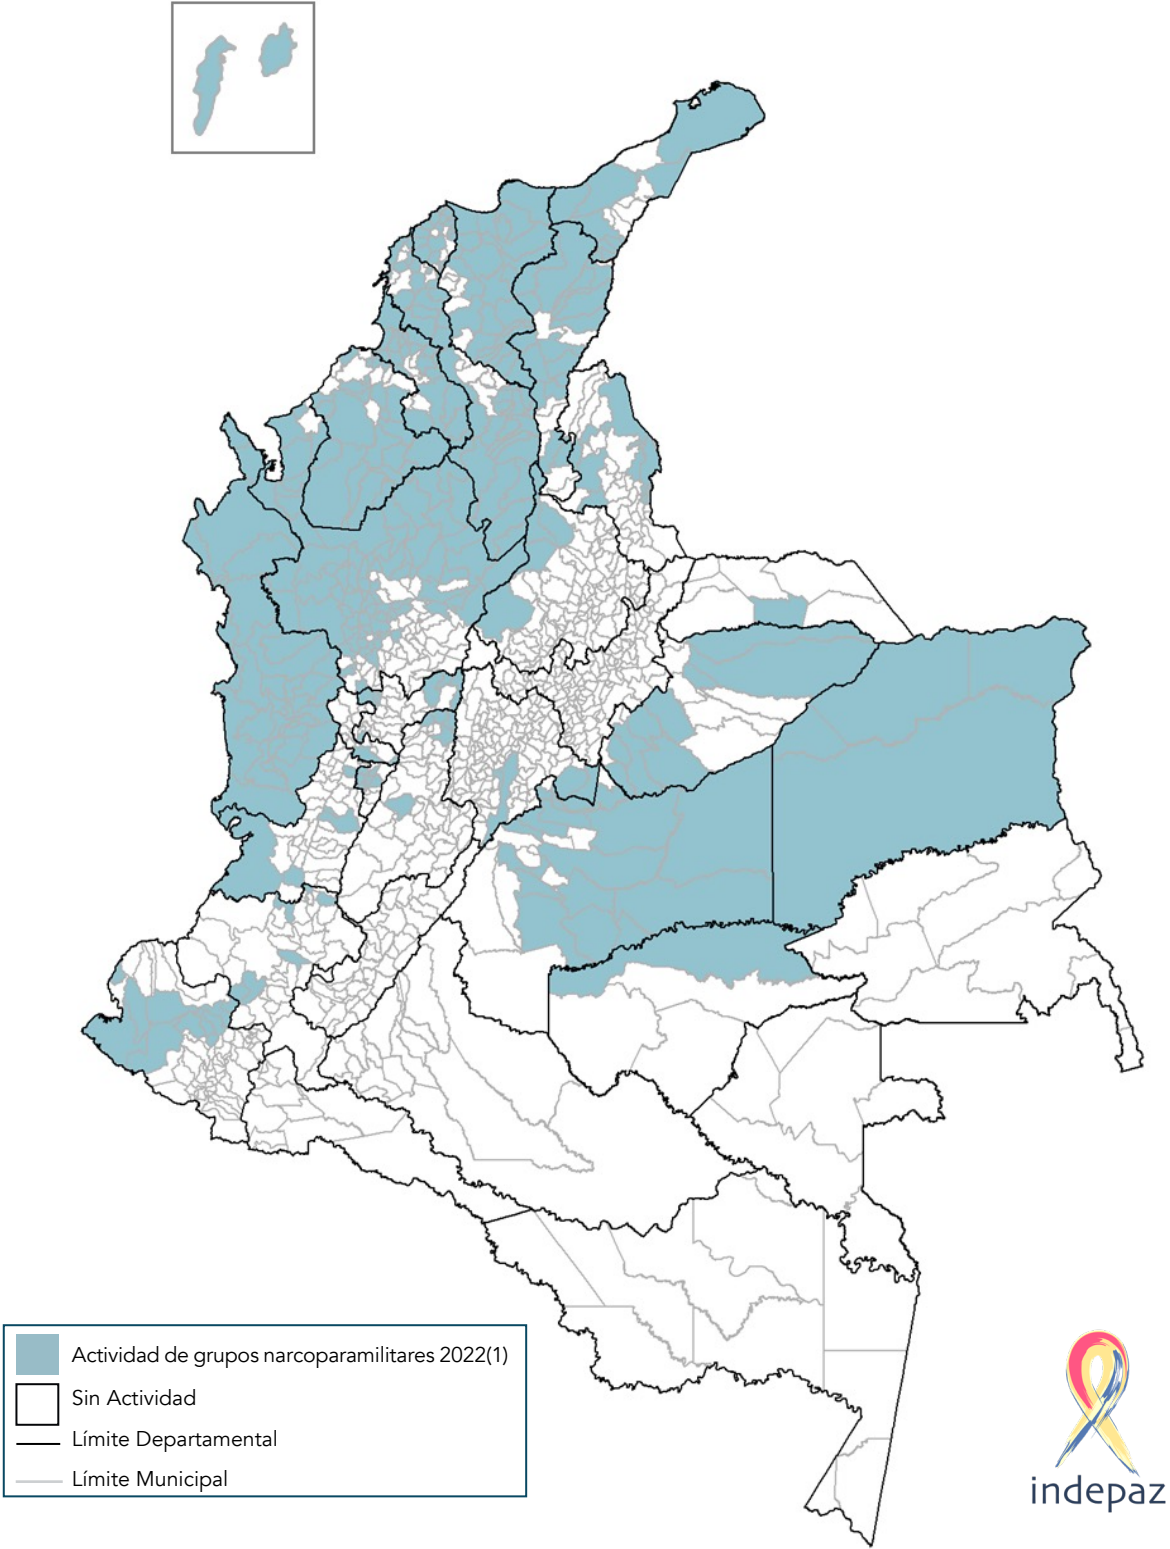 Actividad de grupos narcoparamilitares 2022(1)
Sin Actividad
Límite Departamental
Límite Municipal
indepaz